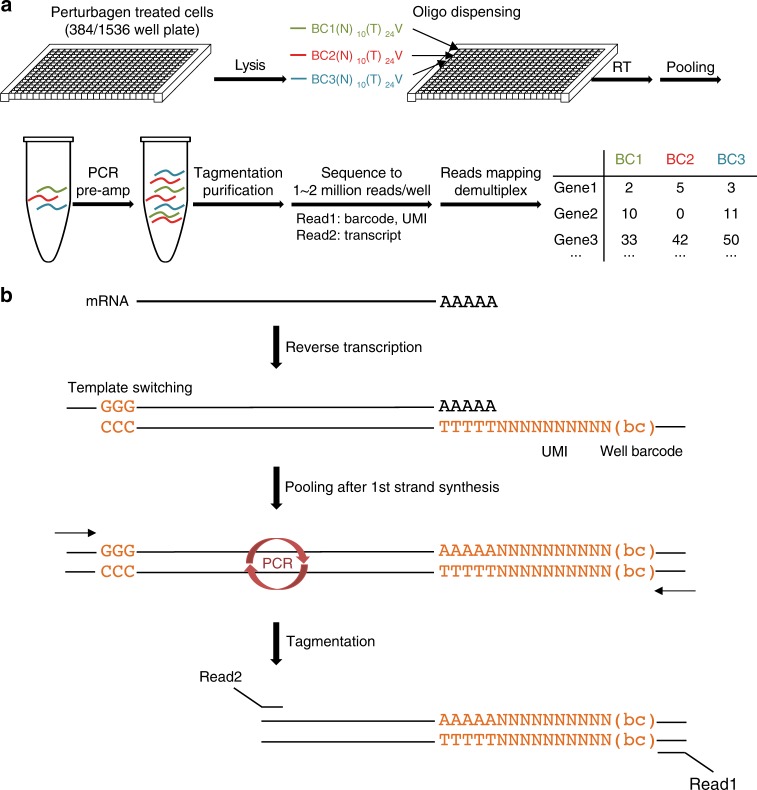 a
Perturbagen treated cells
(384/1536 well plate)
Lysis
BC1(N) 10(T) 24V
BC2(N) 10(T) 24V
BC3(N) 10(T) 24V
Oligo dispensing
RT
Pooling
PCR
pre-amp
Tagmentation
purification
Sequence to
1~2 million reads/well
Read1: barcode, UMI
Read2: transcript
Reads mapping
demultiplex
BC1 BC2 BC3
Gene1 2 5 3
Gene2 10 0 11
Gene3 33 42 50
... ... ... ...
b
mRNA AAAAA
Reverse transcription
Template switching
GGG AAAAA
CCC TTTTTNNNNNNNNNN(bc)
UMI Well barcode
Pooling after 1st strand synthesis
GGG AAAAANNNNNNNNNN(bc)
PCR
CCC TTTTTNNNNNNNNNN(bc)
Tagmentation
Read2
AAAAANNNNNNNNNN(bc)
TTTTTNNNNNNNNNN(bc)
Read1